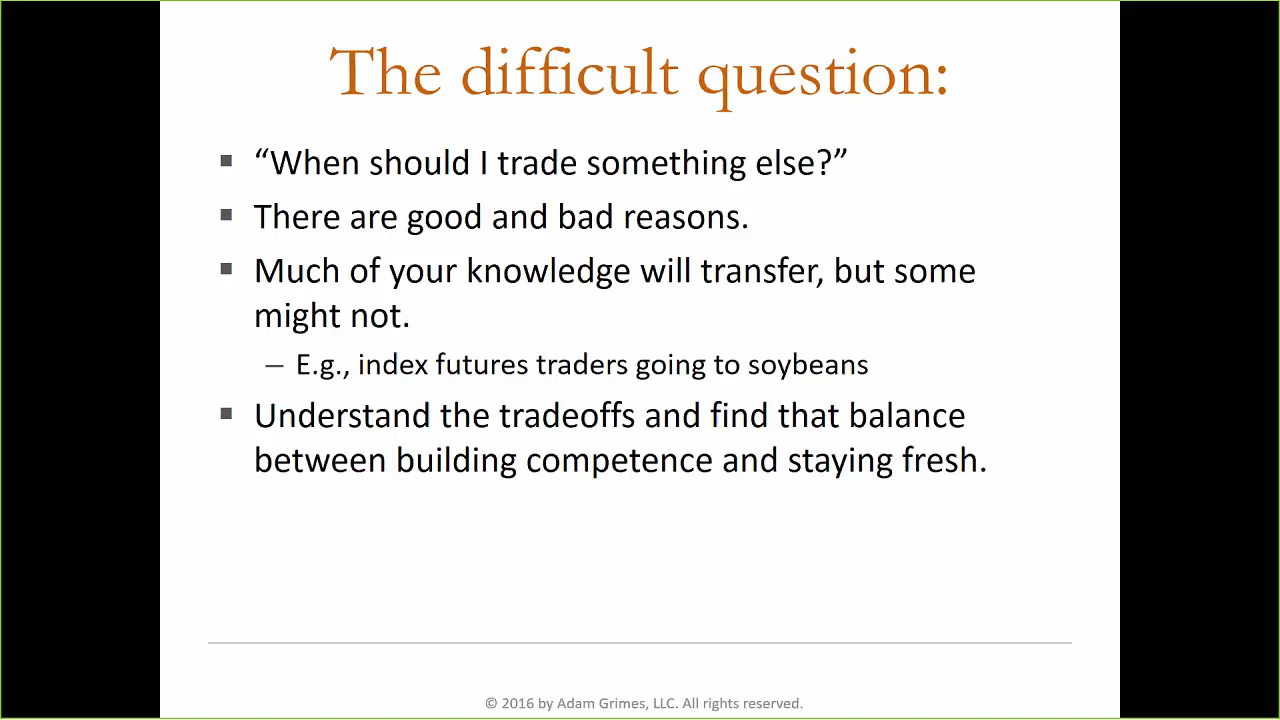 The difficult question:
▪ “When should I trade something else?”
▪ There are good and bad reasons.
▪ Much of your knowledge will transfer, but some
might not.
– E.g., index futures traders going to soybeans
▪ Understand the tradeoffs and find that balance
between building competence and staying fresh.
© 2016 by Adam Grimes, LLC. All rights reserved.